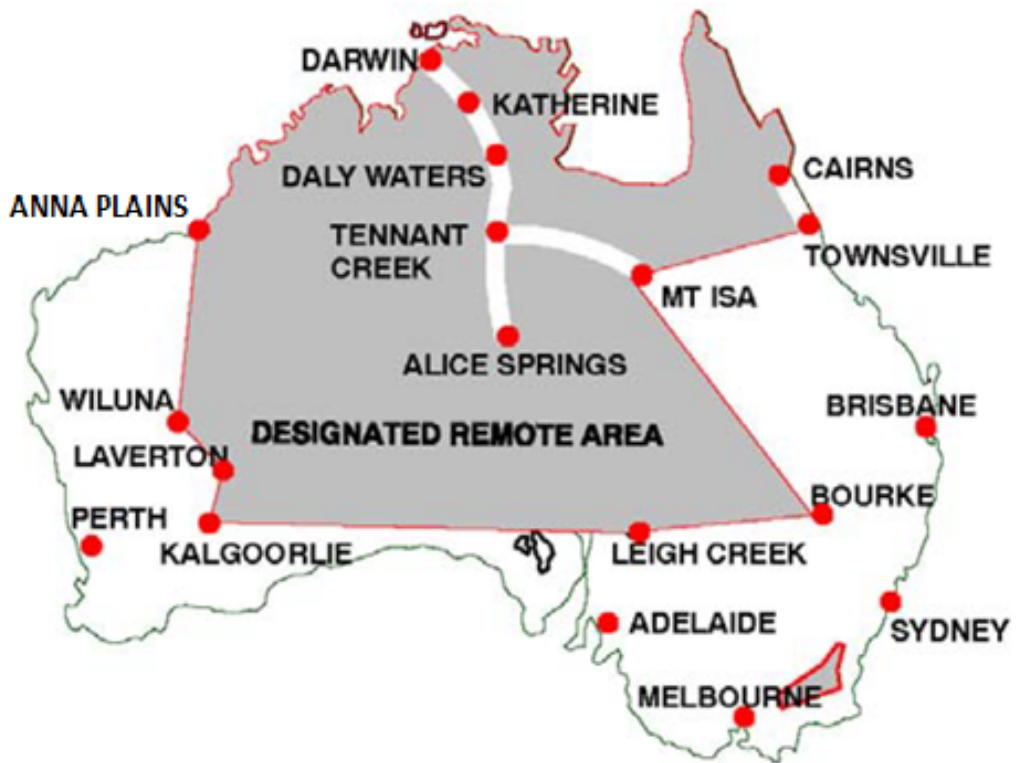 DARWIN
KATHERINE
DALY WATERS
CAIRNS
ANNA PLAINS
TENNANT
CREEK
TOWNSVILLE
MT ISA
ALICE SPRINGS
WILUNA
BRISBANE
DESIGNATED REMOTE AREA
LAVERTON
BOURKE
PERTH
KALGOORLIE
LEIGH CREEK
ADELAIDE
SYDNEY
MELBOURNE